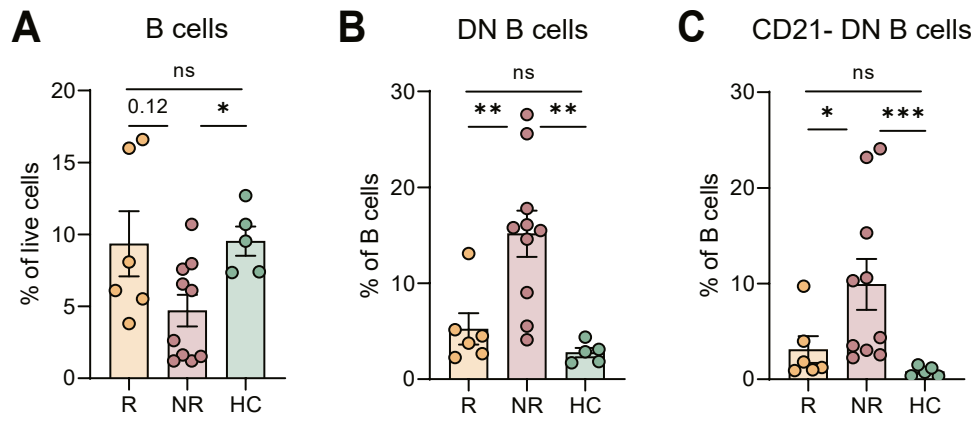 A B cells
ns
0.12 *
20
15
10
5
0
% of live cells
R NR HC
B DN B cells
ns
** **
30
20
10
0
% of B cells
R NR HC
C CD21- DN B cells
ns
* ***
30
20
10
0
% of B cells
R NR HC